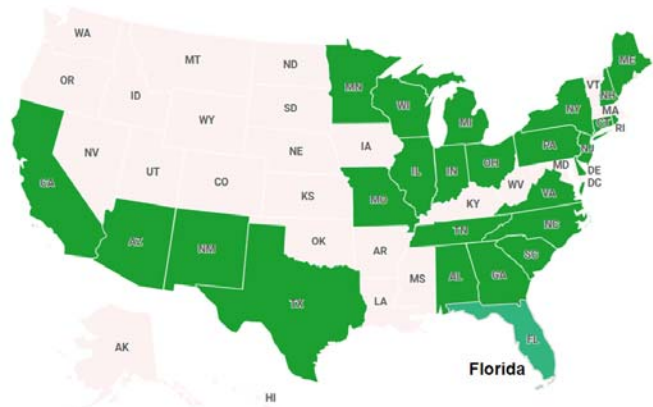 WA
MT
ND
MN
ME
OR
ID
SD
WI
MI
VT
NH
NY
MA
CT
RI
WY
NE
IA
PA
NJ
NV
UT
CO
IL
IN
OH
MD
DE
DC
CA
KS
MO
WV
VA
KY
AZ
NM
OK
TN
NC
AR
SC
MS
AL
GA
TX
LA
FL
AK
Florida
HI